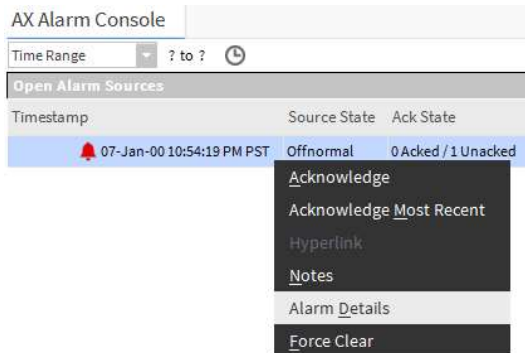 AX Alarm Console
Time Range ? to ?
Open Alarm Sources
Timestamp Source State Ack State
07-Jan-00 10:54:19 PM PST Offnormal 0 Acked / 1 Unacked
Acknowledge
Acknowledge Most Recent
Hyperlink
Notes
Alarm Details
Force Clear